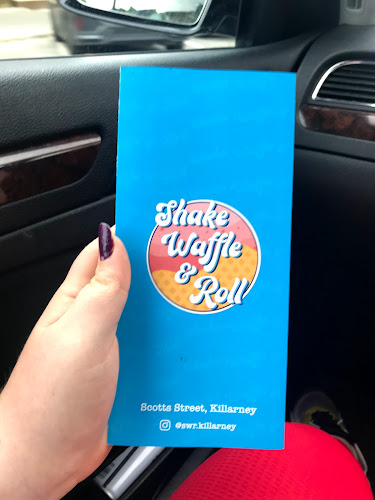 Shake
Waffle
& Roll
Scotts Street, Killarney
@swr.killarney